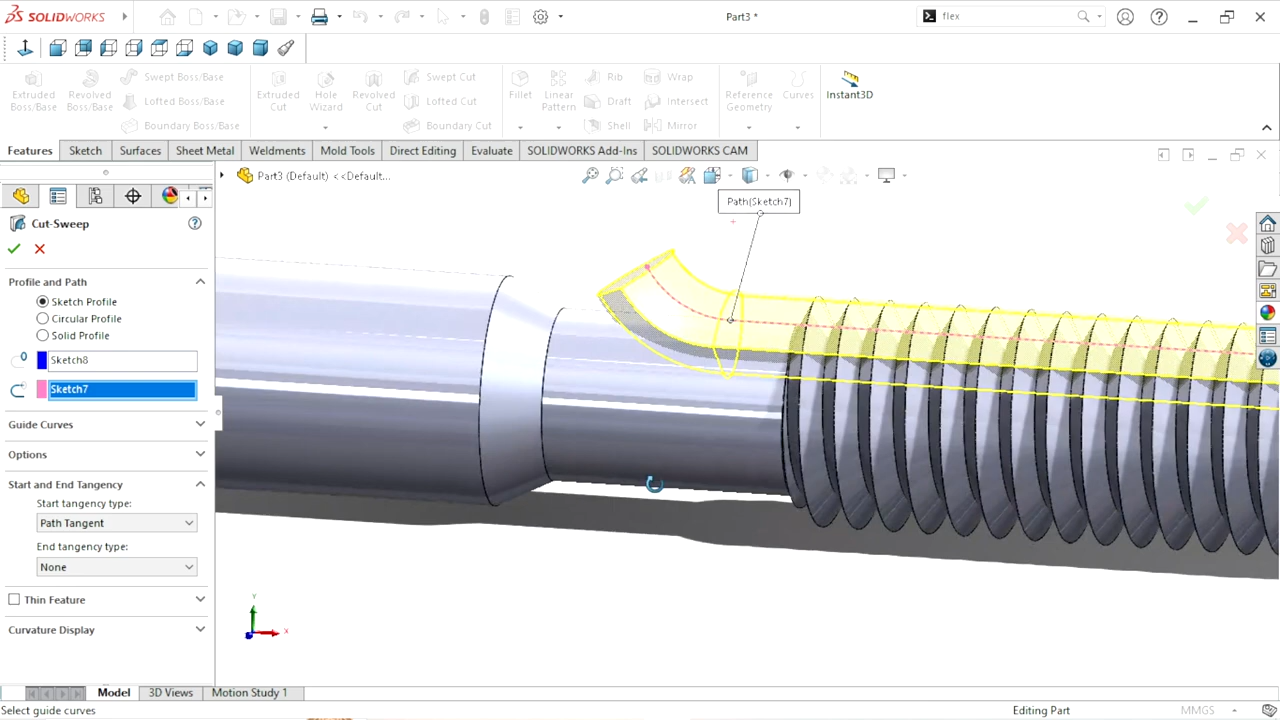 SOLIDWORKS
Part3 *
flex
Extruded Boss/Base
Revolved Boss/Base
Swept Boss/Base
Lofted Boss/Base
Boundary Boss/Base
Extruded Cut
Hole Wizard
Revolved Cut
Swept Cut
Lofted Cut
Boundary Cut
Fillet
Linear Pattern
Rib
Draft
Shell
Wrap
Intersect
Mirror
Reference Geometry
Curves
Instant3D
Features
Sketch
Surfaces
Sheet Metal
Weldments
Mold Tools
Direct Editing
Evaluate
SOLIDWORKS Add-Ins
SOLIDWORKS CAM
Part3 (Default) <<Default...
Cut-Sweep
Profile and Path
Sketch Profile
Circular Profile
Solid Profile
Sketch8
Sketch7
Guide Curves
Options
Start and End Tangency
Start tangency type:
Path Tangent
End tangency type:
None
Thin Feature
Curvature Display
Path(Sketch7)
Y
X
Model
3D Views
Motion Study 1
Select guide curves
Editing Part
MMGS